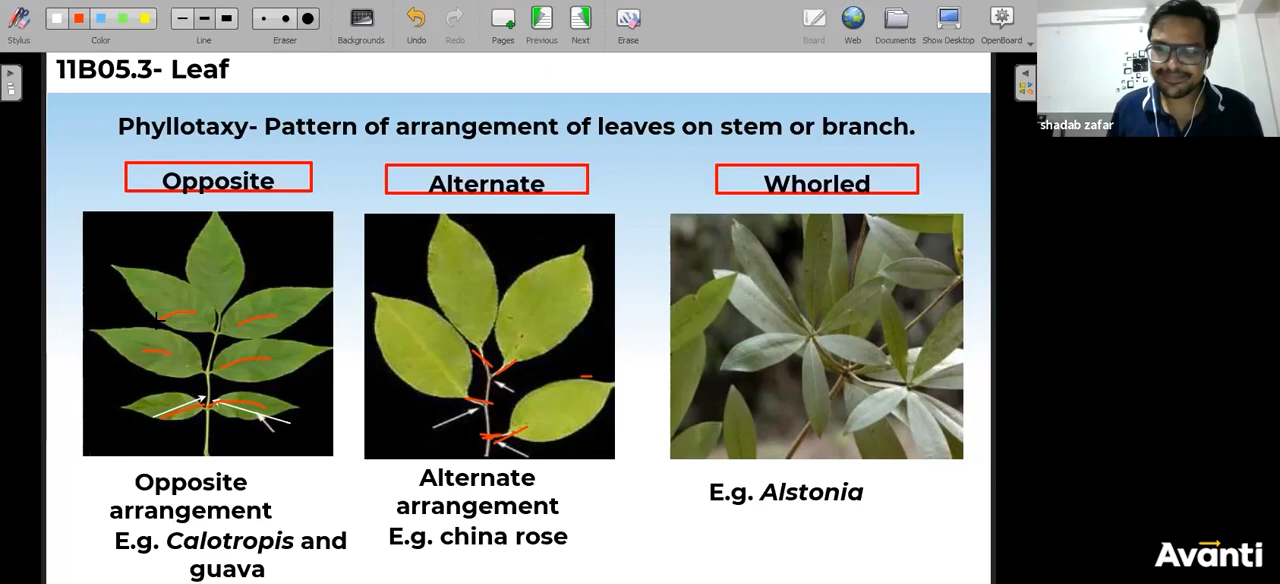 Stylus
Color
Line
Eraser
Backgrounds
Undo
Redo
Pages
Previous
Next
Erase
Board
Web
Documents
Show Desktop
OpenBoard
shadab zafar
11B05.3- Leaf
Phyllotaxy- Pattern of arrangement of leaves on stem or branch.
Opposite
Alternate
Whorled
Opposite
arrangement
E.g. Calotropis and
guava
Alternate
arrangement
E.g. china rose
E.g. Alstonia
Avanti